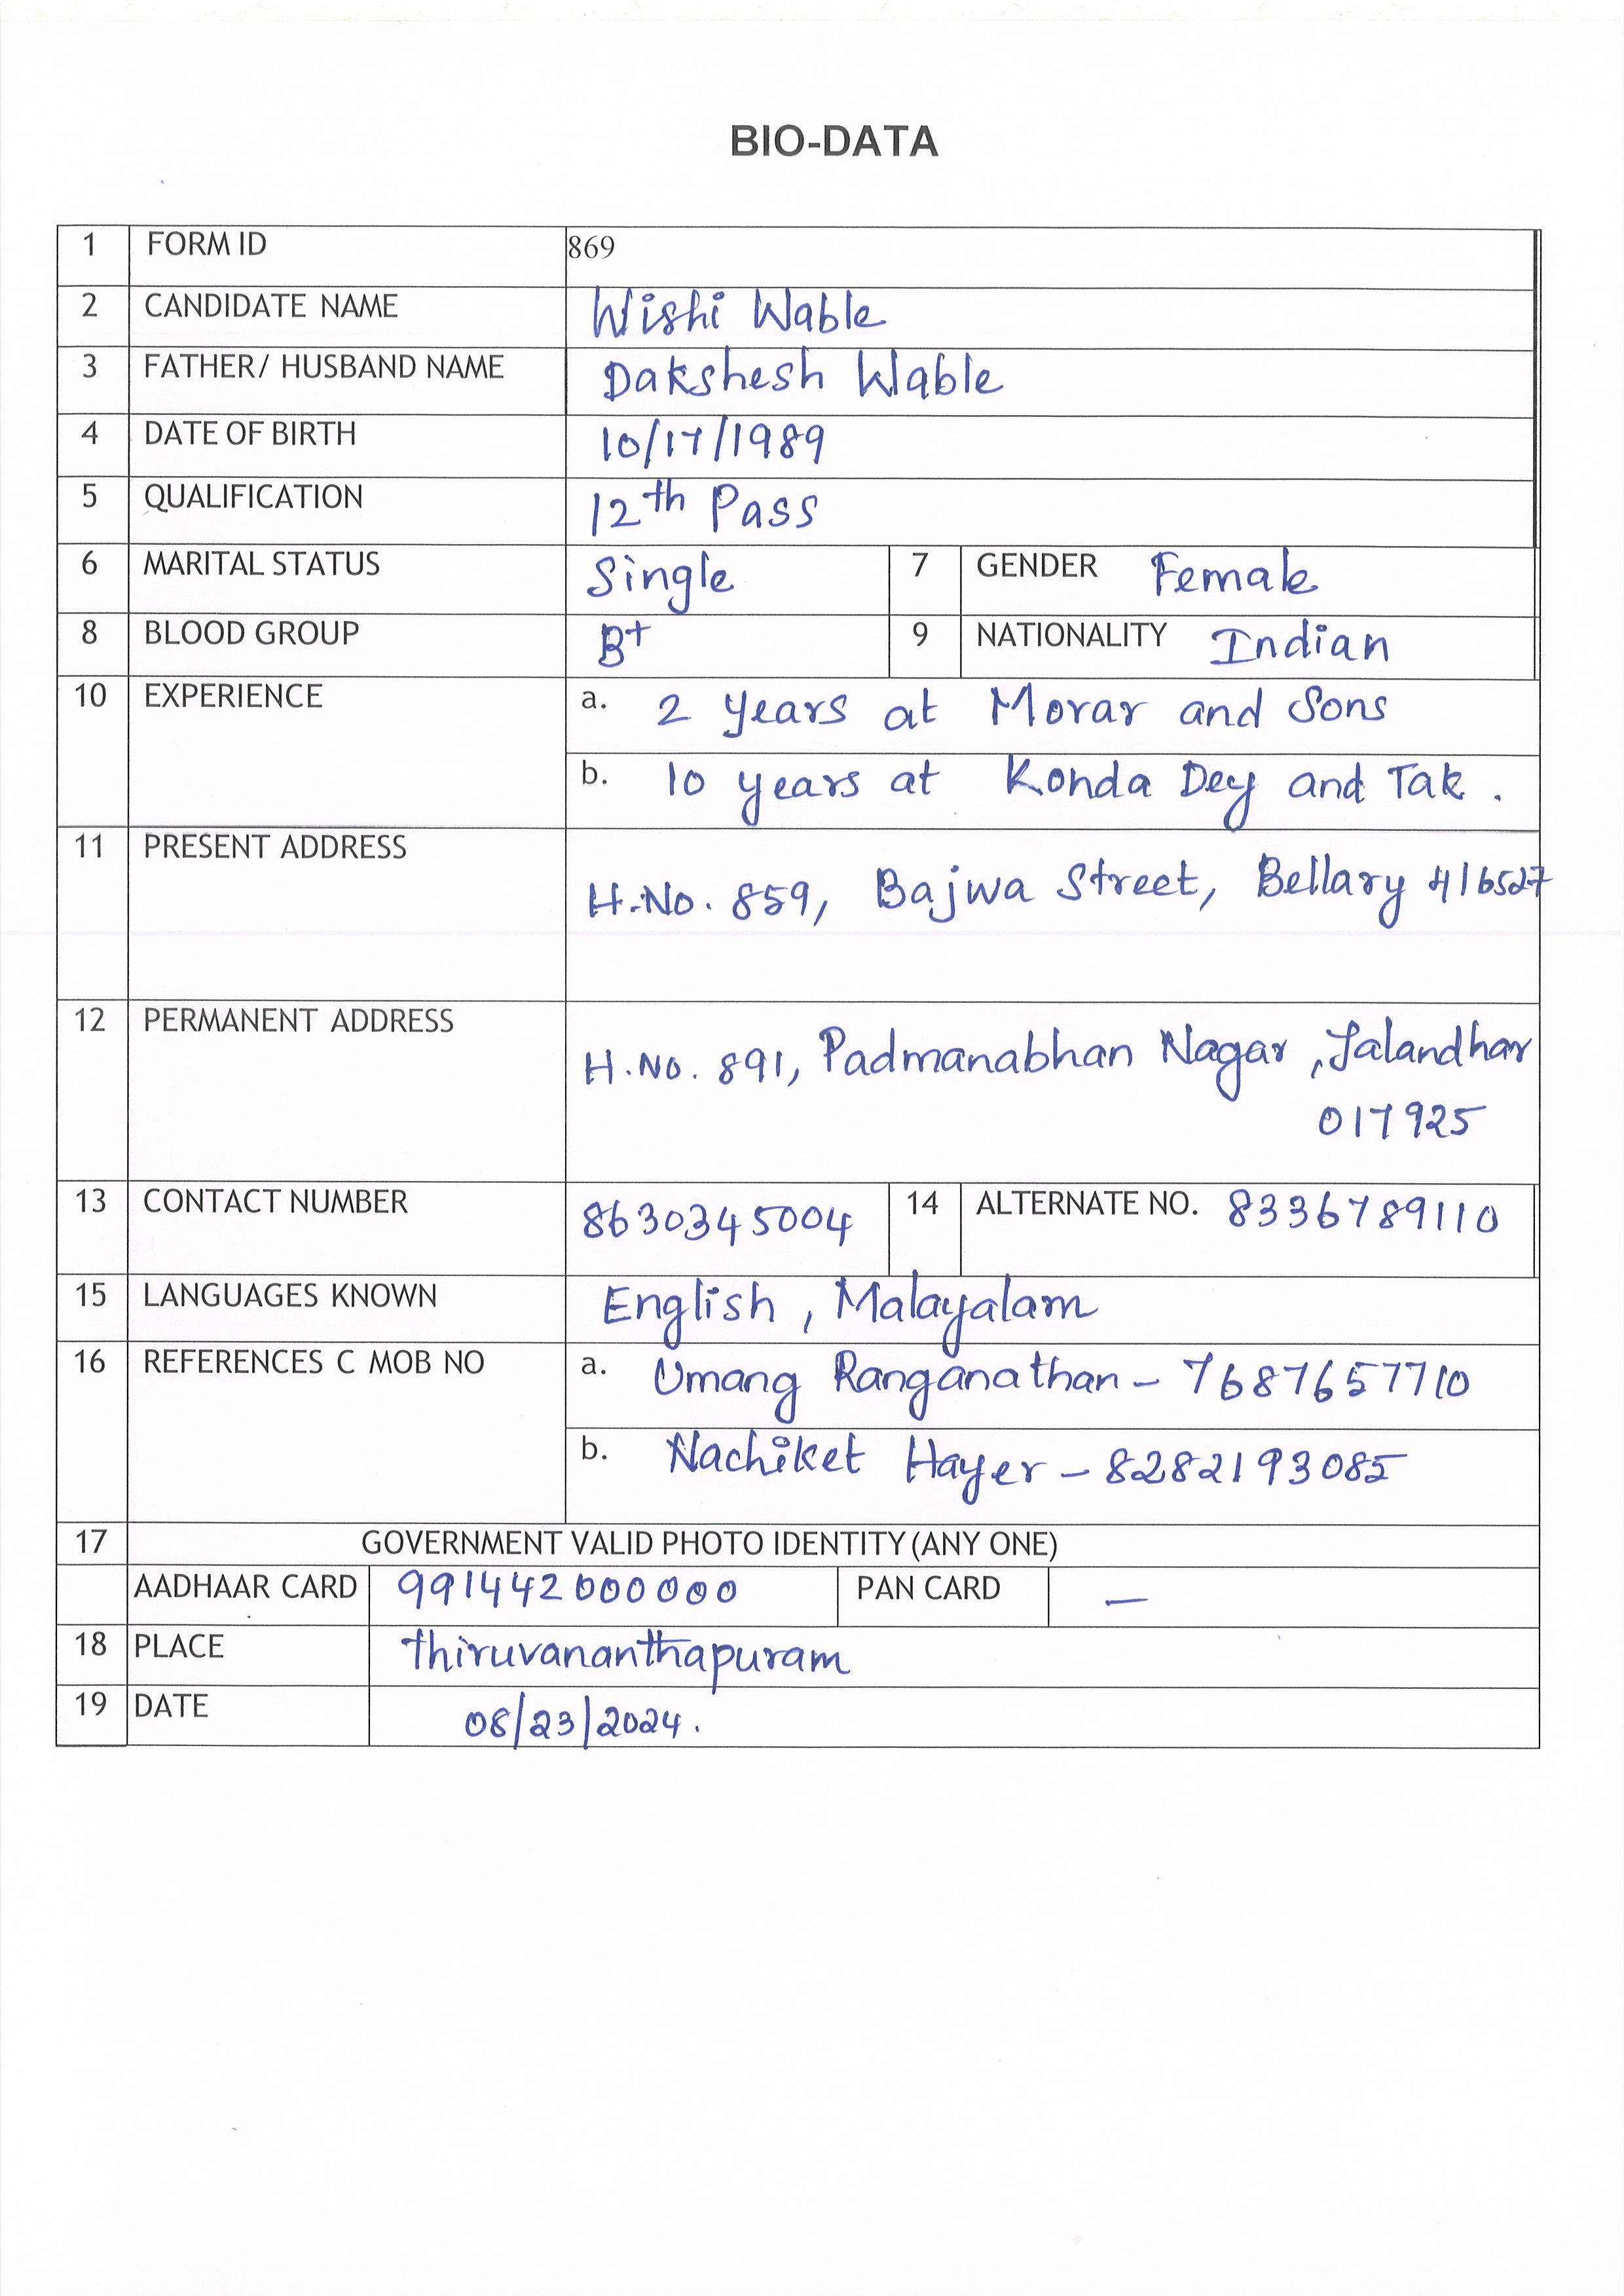 BIO-DATA
1 FORM ID 869
2 CANDIDATE NAME Wishi Wable
3 FATHER/ HUSBAND NAME Dakshesh Wable
4 DATE OF BIRTH 10/17/1989
5 QUALIFICATION 12th Pass
6 MARITAL STATUS Single 7 GENDER Female
8 BLOOD GROUP B+ 9 NATIONALITY Indian
10 EXPERIENCE a. 2 years at Morar and Sons
b. 10 years at Konda Dey and Tak .
11 PRESENT ADDRESS
H.No. 859, Bajwa Street, Bellary 416527
12 PERMANENT ADDRESS
H.No. 891, Padmanabhan Nagar , Jalandhar
017925
13 CONTACT NUMBER 8630345004 14 ALTERNATE NO. 8336789110
15 LANGUAGES KNOWN English , Malayalam
16 REFERENCES C MOB NO a. Umang Ranganathan - 7687657710
b. Nachiket Hayer - 8282193085
17 GOVERNMENT VALID PHOTO IDENTITY (ANY ONE)
AADHAAR CARD 991442000000 PAN CARD —
18 PLACE Thiruvananthapuram
19 DATE 08/23/2024.